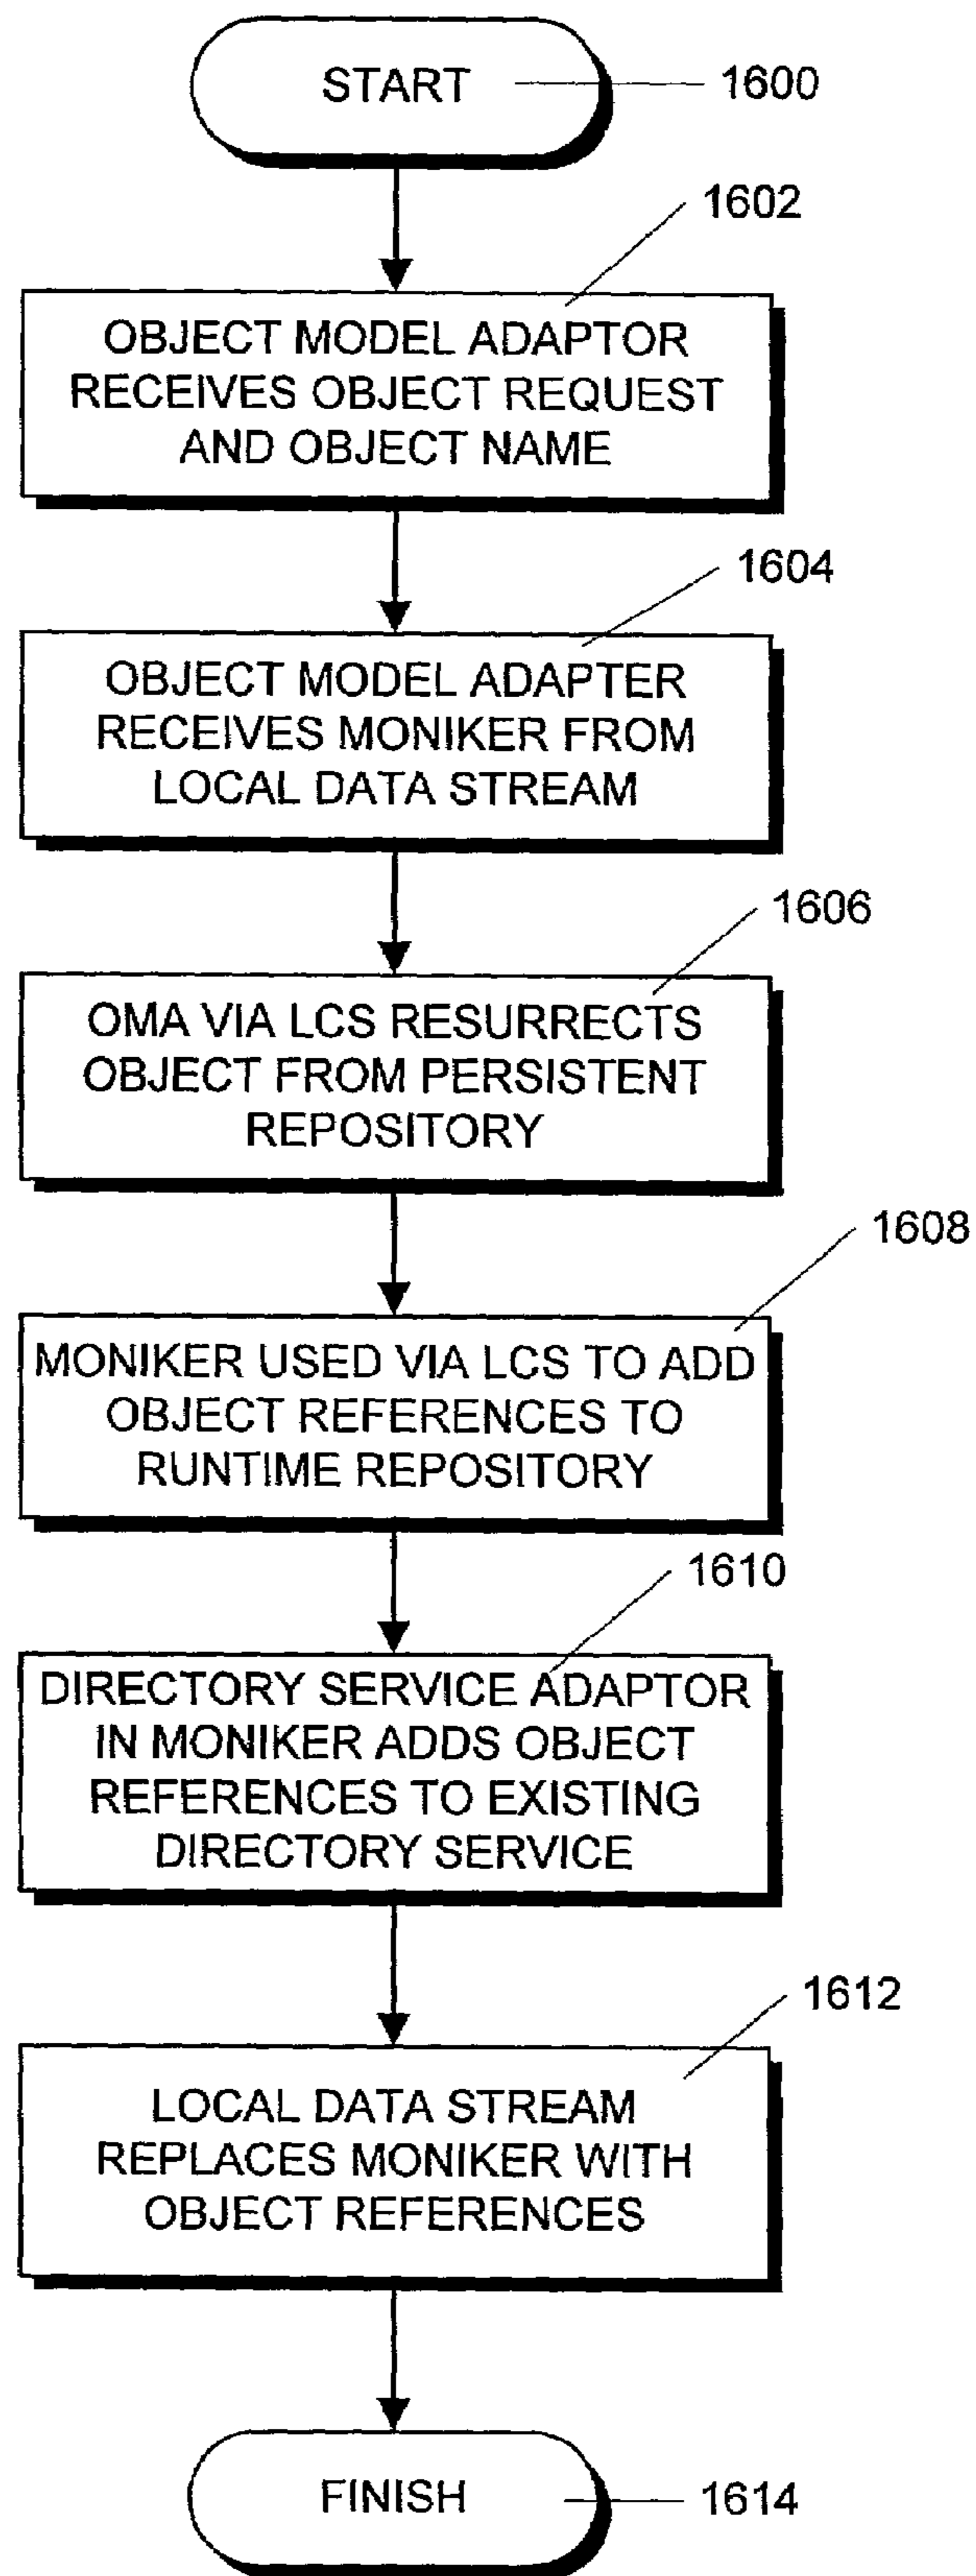 START
1600
1602
OBJECT MODEL ADAPTOR
RECEIVES OBJECT REQUEST
AND OBJECT NAME
1604
OBJECT MODEL ADAPTER
RECEIVES MONIKER FROM
LOCAL DATA STREAM
1606
OMA VIA LCS RESURRECTS
OBJECT FROM PERSISTENT
REPOSITORY
1608
MONIKER USED VIA LCS TO ADD
OBJECT REFERENCES TO
RUNTIME REPOSITORY
1610
DIRECTORY SERVICE ADAPTOR
IN MONIKER ADDS OBJECT
REFERENCES TO EXISTING
DIRECTORY SERVICE
1612
LOCAL DATA STREAM
REPLACES MONIKER WITH
OBJECT REFERENCES
FINISH
1614